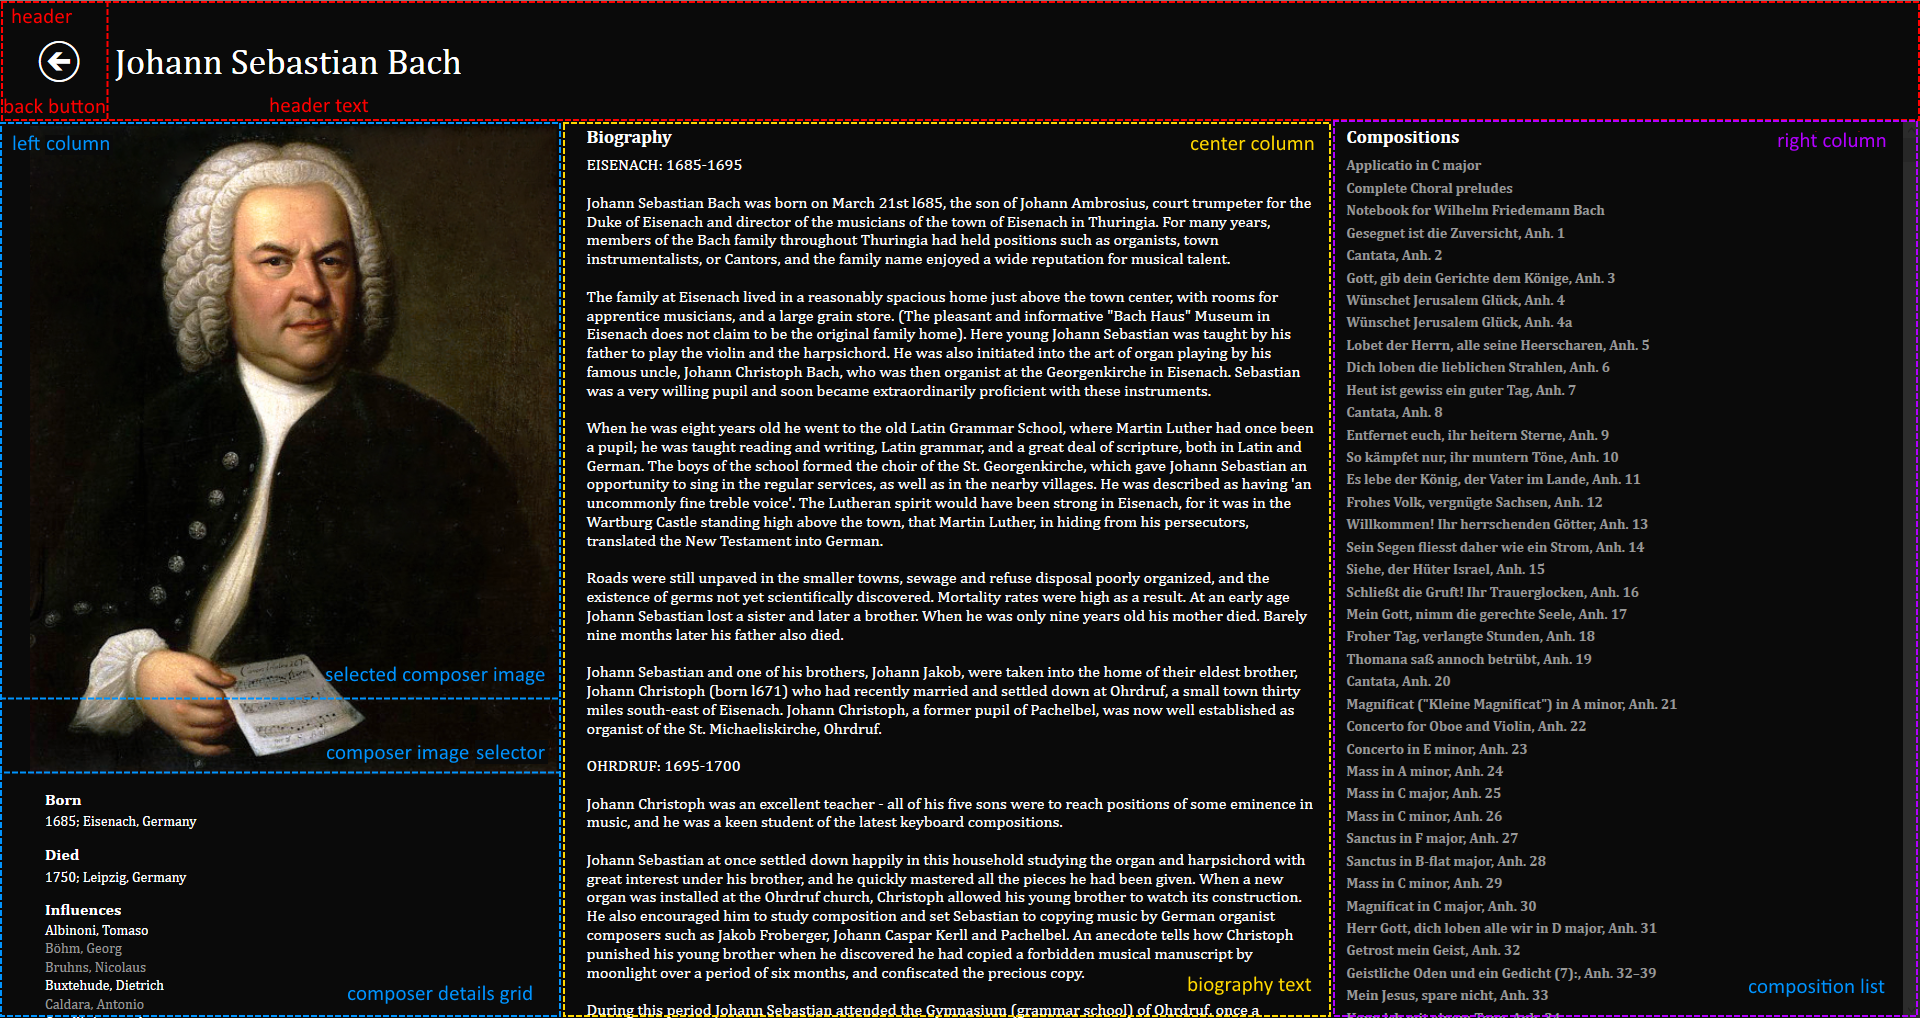 header
Johann Sebastian Bach
back button
header text
left column
selected composer image
composer image selector
Born
1685; Eisenach, Germany
Died
1750; Leipzig, Germany
Influences
Albinoni, Tomaso
Böhm, Georg
Bruhns, Nicolaus
Buxtehude, Dietrich
Caldara, Antonio
composer details grid
Biography
center column
EISENACH: 1685-1695
Johann Sebastian Bach was born on March 21st l685, the son of Johann Ambrosius, court trumpeter for the
Duke of Eisenach and director of the musicians of the town of Eisenach in Thuringia. For many years,
members of the Bach family throughout Thuringia had held positions such as organists, town
instrumentalists, or Cantors, and the family name enjoyed a wide reputation for musical talent.
The family at Eisenach lived in a reasonably spacious home just above the town center, with rooms for
apprentice musicians, and a large grain store. (The pleasant and informative "Bach Haus" Museum in
Eisenach does not claim to be the original family home). Here young Johann Sebastian was taught by his
father to play the violin and the harpsichord. He was also initiated into the art of organ playing by his
famous uncle, Johann Christoph Bach, who was then organist at the Georgenkirche in Eisenach. Sebastian
was a very willing pupil and soon became extraordinarily proficient with these instruments.
When he was eight years old he went to the old Latin Grammar School, where Martin Luther had once been
a pupil; he was taught reading and writing, Latin grammar, and a great deal of scripture, both in Latin and
German. The boys of the school formed the choir of the St. Georgenkirche, which gave Johann Sebastian an
opportunity to sing in the regular services, as well as in the nearby villages. He was described as having 'an
uncommonly fine treble voice'. The Lutheran spirit would have been strong in Eisenach, for it was in the
Wartburg Castle standing high above the town, that Martin Luther, in hiding from his persecutors,
translated the New Testament into German.
Roads were still unpaved in the smaller towns, sewage and refuse disposal poorly organized, and the
existence of germs not yet scientifically discovered. Mortality rates were high as a result. At an early age
Johann Sebastian lost a sister and later a brother. When he was only nine years old his mother died. Barely
nine months later his father also died.
Johann Sebastian and one of his brothers, Johann Jakob, were taken into the home of their eldest brother,
Johann Christoph (born l671) who had recently married and settled down at Ohrdruf, a small town thirty
miles south-east of Eisenach. Johann Christoph, a former pupil of Pachelbel, was now well established as
organist of the St. Michaeliskirche, Ohrdruf.
OHRDRUF: 1695-1700
Johann Christoph was an excellent teacher - all of his five sons were to reach positions of some eminence in
music, and he was a keen student of the latest keyboard compositions.
Johann Sebastian at once settled down happily in this household studying the organ and harpsichord with
great interest under his brother, and he quickly mastered all the pieces he had been given. When a new
organ was installed at the Ohrdruf church, Christoph allowed his young brother to watch its construction.
He also encouraged him to study composition and set Sebastian to copying music by German organist
composers such as Jakob Froberger, Johann Caspar Kerll and Pachelbel. An anecdote tells how Christoph
punished his young brother when he discovered he had copied a forbidden musical manuscript by
moonlight over a period of six months, and confiscated the precious copy.
biography text
During this period Johann Sebastian attended the Gymnasium (grammar school) of Ohrdruf, once a
Compositions
right column
Applicatio in C major
Complete Choral preludes
Notebook for Wilhelm Friedemann Bach
Gesegnet ist die Zuversicht, Anh. 1
Cantata, Anh. 2
Gott, gib dein Gerichte dem Könige, Anh. 3
Wünschet Jerusalem Glück, Anh. 4
Wünschet Jerusalem Glück, Anh. 4a
Lobet der Herrn, alle seine Heerscharen, Anh. 5
Dich loben die lieblichen Strahlen, Anh. 6
Heut ist gewiss ein guter Tag, Anh. 7
Cantata, Anh. 8
Entfernet euch, ihr heitern Sterne, Anh. 9
So kämpfet nur, ihr muntern Töne, Anh. 10
Es lebe der König, der Vater im Lande, Anh. 11
Frohes Volk, vergnügte Sachsen, Anh. 12
Willkommen! Ihr herrschenden Götter, Anh. 13
Sein Segen fliesst daher wie ein Strom, Anh. 14
Siehe, der Hüter Israel, Anh. 15
Schließt die Gruft! Ihr Trauerglocken, Anh. 16
Mein Gott, nimm die gerechte Seele, Anh. 17
Froher Tag, verlangte Stunden, Anh. 18
Thomana saß annoch betrübt, Anh. 19
Cantata, Anh. 20
Magnificat ("Kleine Magnificat") in A minor, Anh. 21
Concerto for Oboe and Violin, Anh. 22
Concerto in E minor, Anh. 23
Mass in A minor, Anh. 24
Mass in C major, Anh. 25
Mass in C minor, Anh. 26
Sanctus in F major, Anh. 27
Sanctus in B-flat major, Anh. 28
Mass in C minor, Anh. 29
Magnificat in C major, Anh. 30
Herr Gott, dich loben alle wir in D major, Anh. 31
Getrost mein Geist, Anh. 32
Geistliche Oden und ein Gedicht (7):, Anh. 32–39
Mein Jesus, spare nicht, Anh. 33
composition list